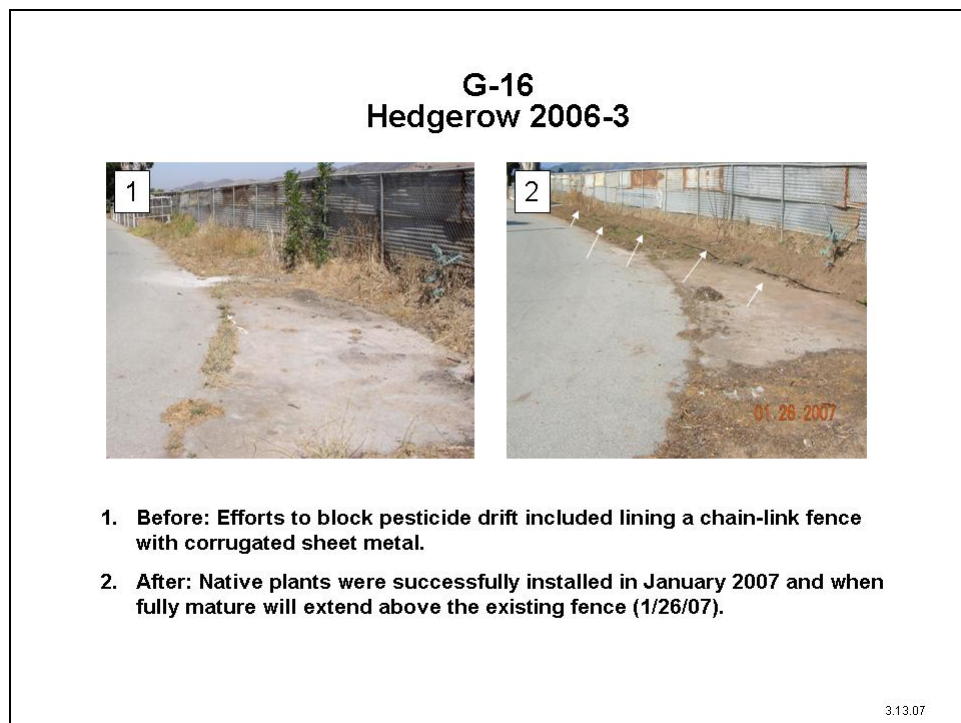 G-16
Hedgerow 2006-3
1
2
01 26 2007
1. Before: Efforts to block pesticide drift included lining a chain-link fence
with corrugated sheet metal.
2. After: Native plants were successfully installed in January 2007 and when
fully mature will extend above the existing fence (1/26/07).
3.13.07